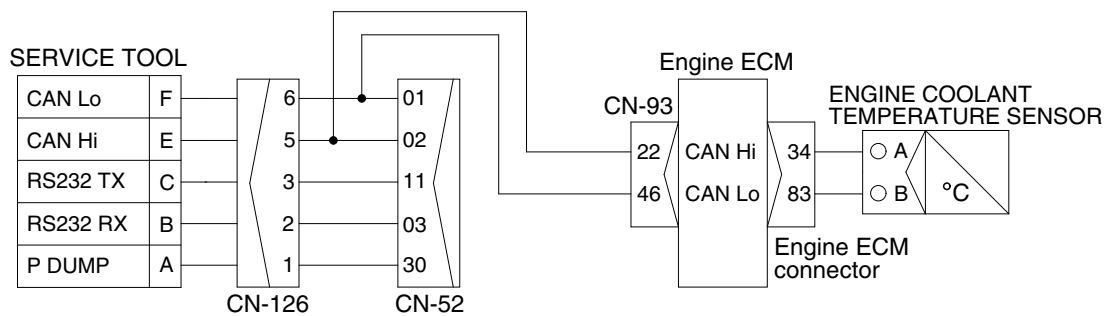 SERVICE TOOL
CAN Lo F 6 01
CAN Hi E 5 02
RS232 TX C 3 11
RS232 RX B 2 03
P DUMP A 1 30
CN-126 CN-52
Engine ECM
CN-93
22 CAN Hi 34
46 CAN Lo 83
Engine ECM
connector
ENGINE COOLANT
TEMPERATURE SENSOR
A
B
°C